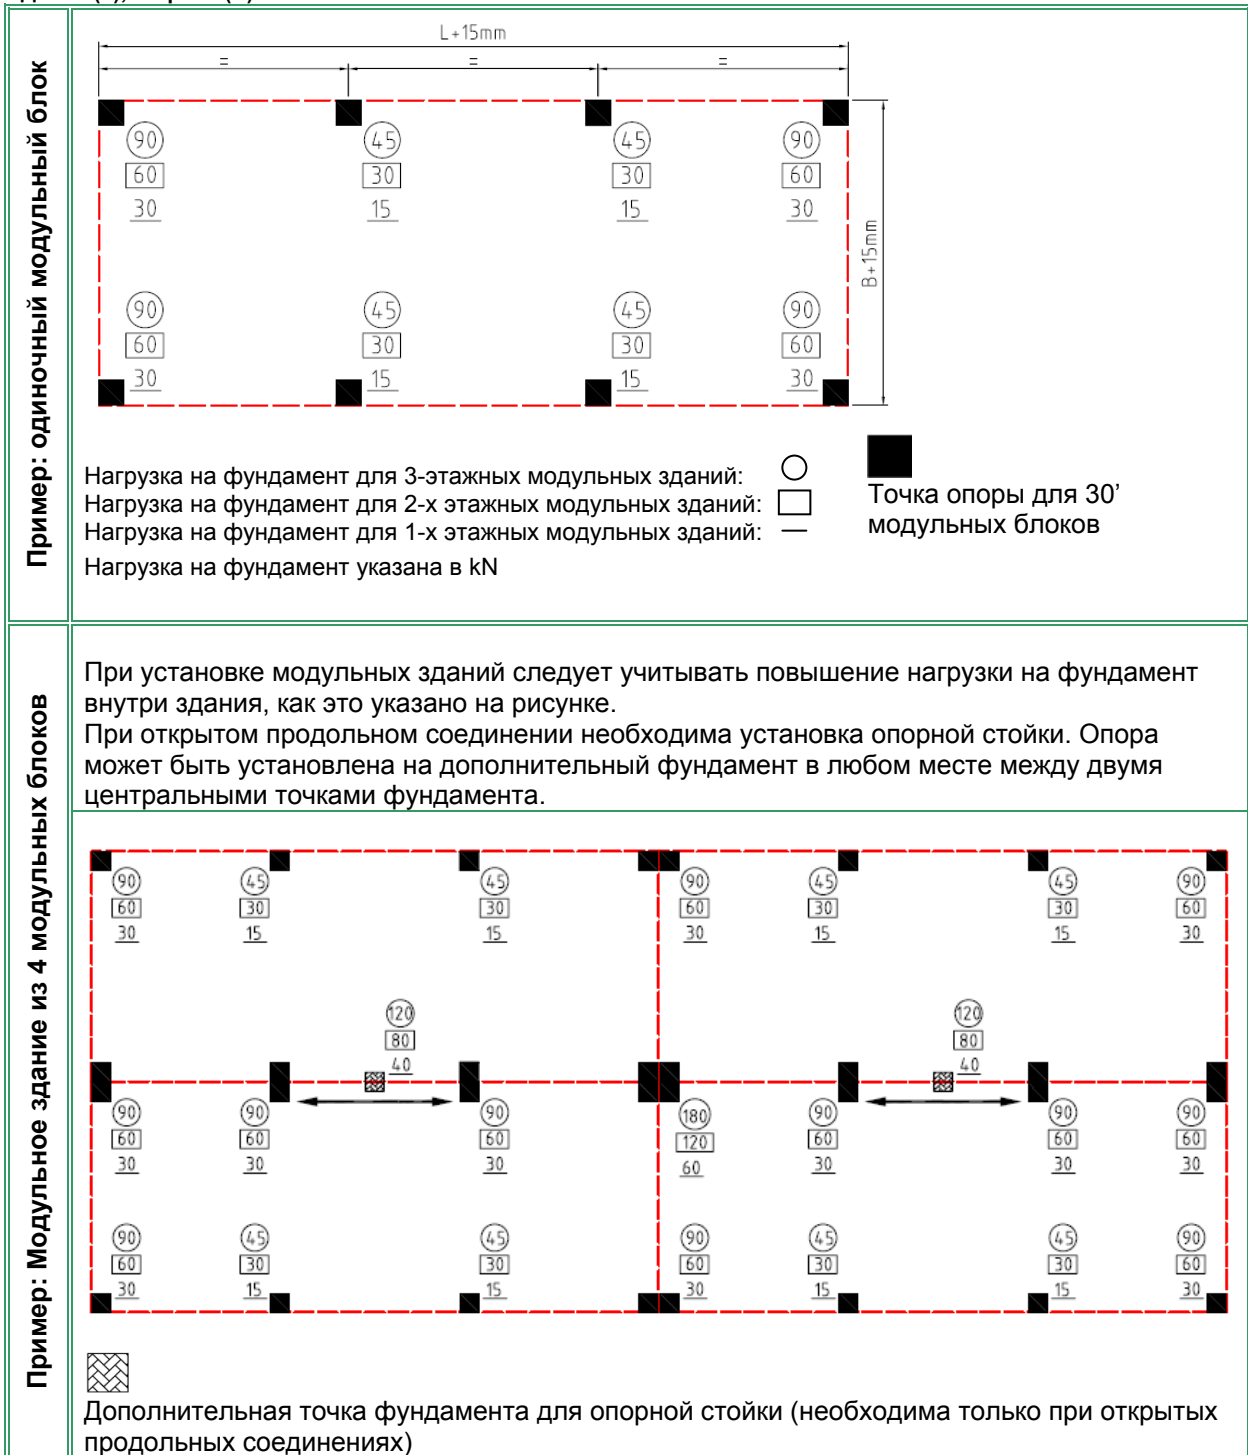 L+15mm
= = =
Пример: одиночный модульный блок
90 45 45 90
60 30 30 60
30 15 15 30
B+15mm
90 45 45 90
60 30 30 60
30 15 15 30
Нагрузка на фундамент для 3-этажных модульных зданий:
Нагрузка на фундамент для 2-х этажных модульных зданий:
Нагрузка на фундамент для 1-х этажных модульных зданий:
Нагрузка на фундамент указана в kN
Точка опоры для 30’
модульных блоков
Пример: Модульное здание из 4 модульных блоков
При установке модульных зданий следует учитывать повышение нагрузки на фундамент
внутри здания, как это указано на рисунке.
При открытом продольном соединении необходима установка опорной стойки. Опора
может быть установлена на дополнительный фундамент в любом месте между двумя
центральными точками фундамента.
90 45 45 90 45 45 90
60 30 30 60 30 30 60
30 15 15 30 15 15 30
120 120
80 80
40 40
90 90 90 180 90 90 90
60 60 60 120 60 60 60
30 30 30 60 30 30 30
90 45 45 90 45 45 90
60 30 30 60 30 30 60
30 15 15 30 15 15 30
Дополнительная точка фундамента для опорной стойки (необходима только при открытых
продольных соединениях)